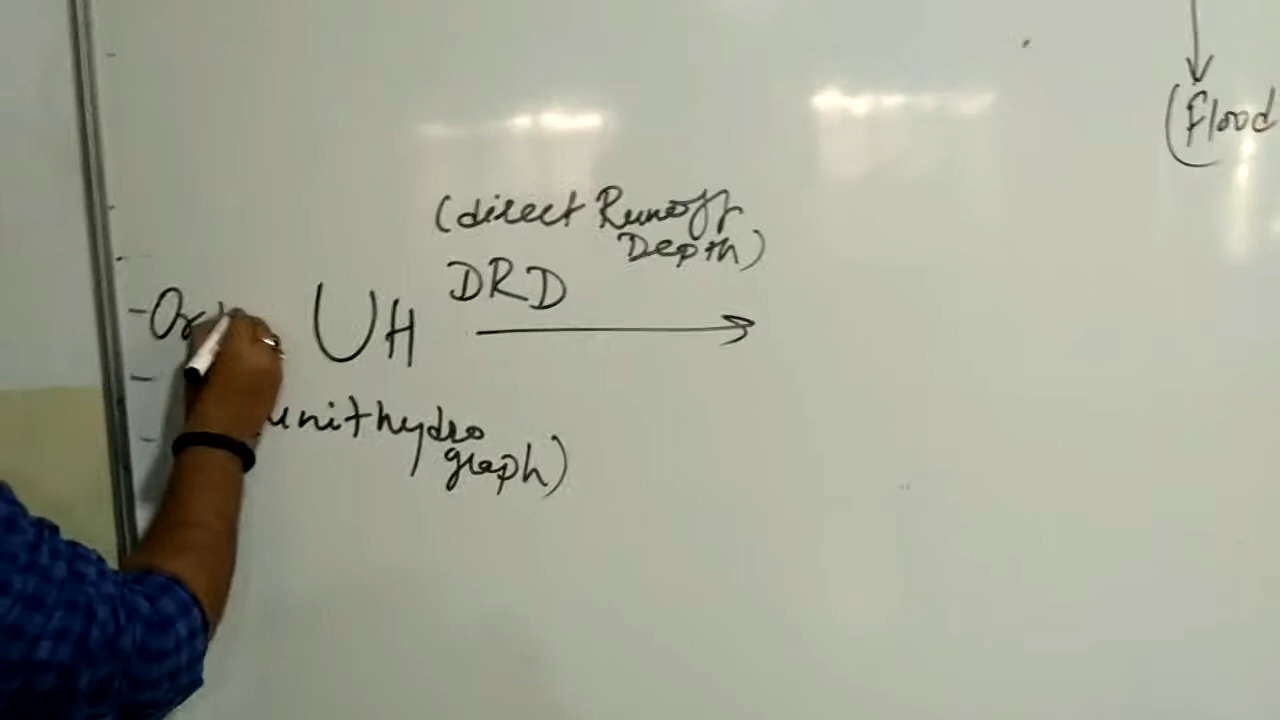 (flood
(direct Runoff
Depth)
DRD
UH
unithydro
graph)